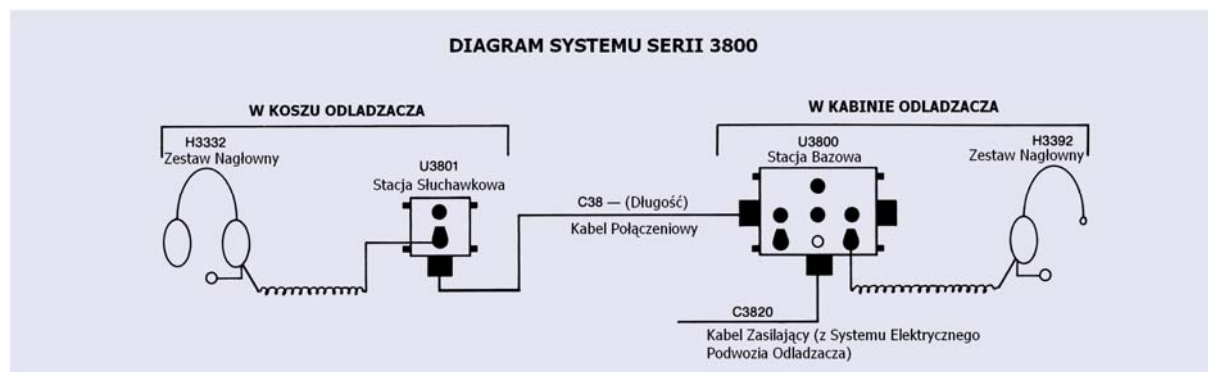 DIAGRAM SYSTEMU SERII 3800
W KOSZU ODLADZACZA
H3332
Zestaw Nagłowny
U3801
Stacja Słuchawkowa
C38 — (Długość)
Kabel Połączeniowy
W KABINIE ODLADZACZA
U3800
Stacja Bazowa
H3392
Zestaw Nagłowny
C3820
Kabel Zasilający (z Systemu Elektrycznego
Podwozia Odladzacza)